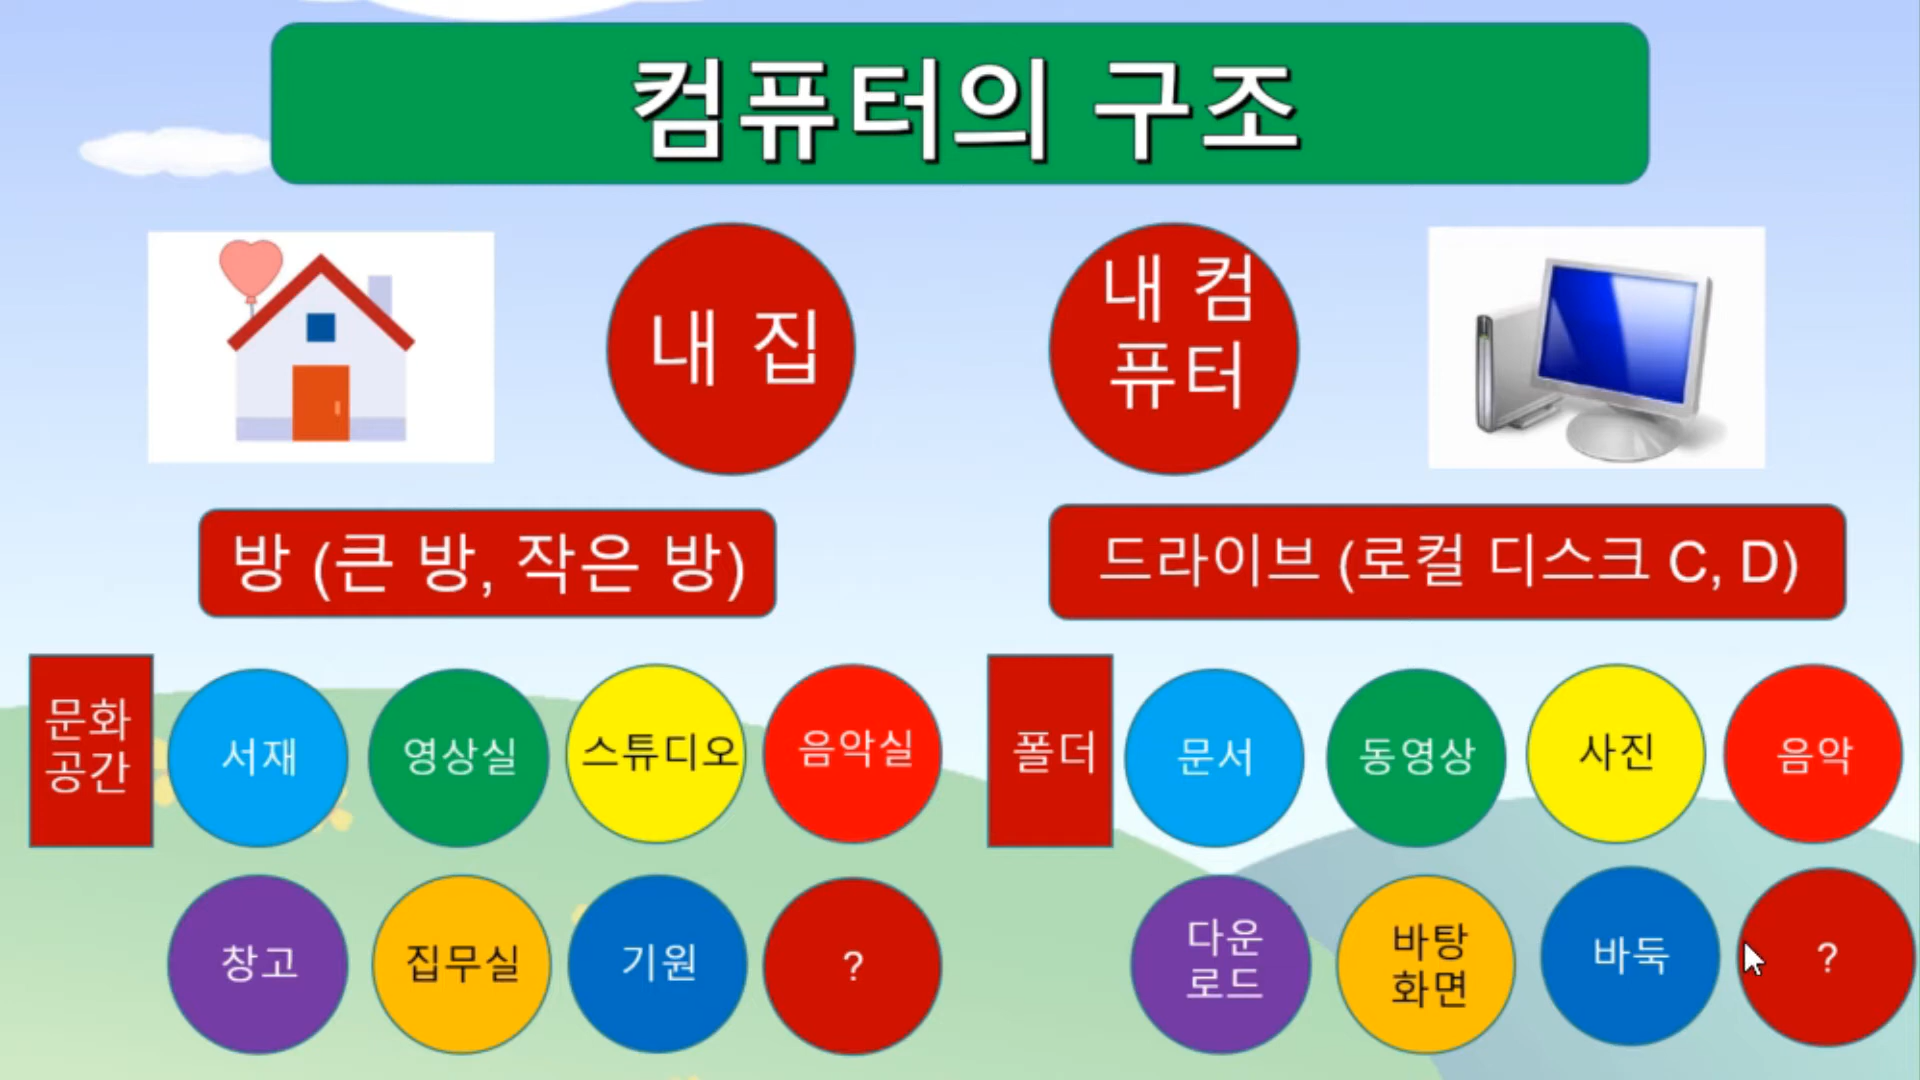 컴퓨터의 구조
내 집
내 컴
퓨터
방 (큰 방, 작은 방)
드라이브 (로컬 디스크 C, D)
문화
공간
서재
영상실
스튜디오
음악실
폴더
문서
동영상
사진
음악
창고
집무실
기원
?
다운
로드
바탕
화면
바둑
?